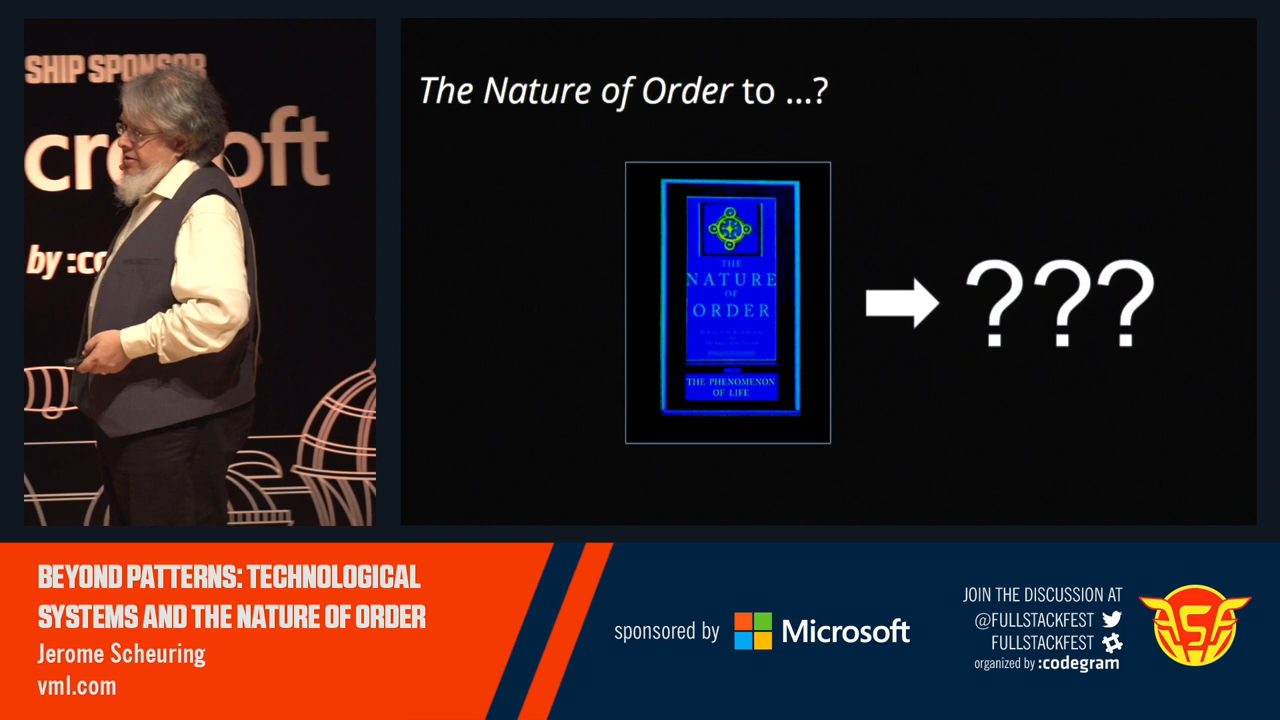 SHIP SPONSOR
by :co
The Nature of Order to ...?
THE
NATURE
OF
ORDER
THE PHENOMENON
OF LIFE
???
BEYOND PATTERNS: TECHNOLOGICAL
SYSTEMS AND THE NATURE OF ORDER
Jerome Scheuring
vml.com
sponsored by Microsoft
JOIN THE DISCUSSION AT
@FULLSTACKFEST
FULLSTACKFEST
organized by :codegram